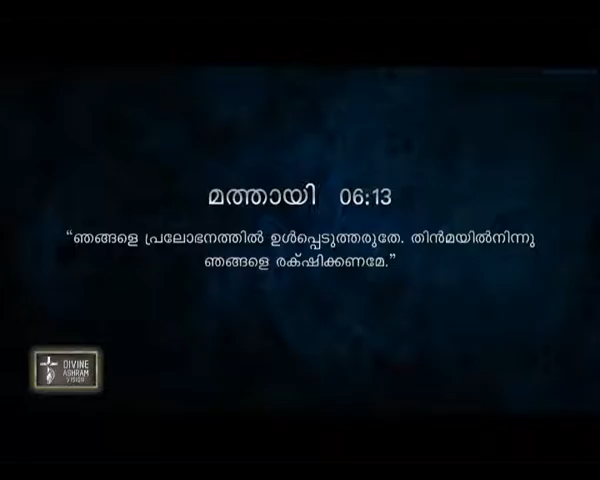 മത്തായി 06:13
“ഞങ്ങളെ പ്രലോഭനത്തിൽ ഉൾപ്പെടുത്തരുതേ. തിൻമയിൽനിന്നു
ഞങ്ങളെ രക്ഷിക്കണമേ.”
DIVINE
ASHRAM
VISION